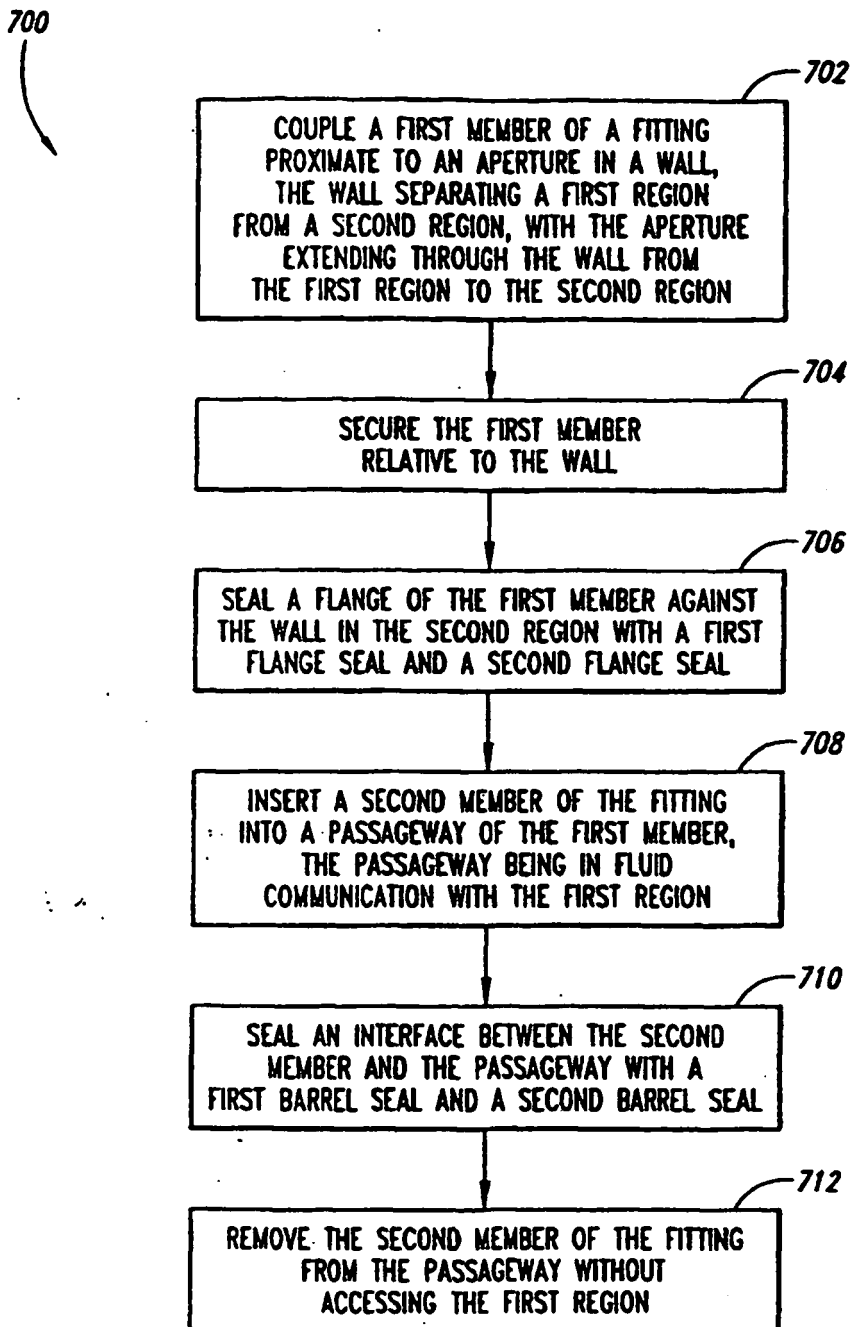 700
702
COUPLE A FIRST MEMBER OF A FITTING
PROXIMATE TO AN APERTURE IN A WALL,
THE WALL SEPARATING A FIRST REGION
FROM A SECOND REGION, WITH THE APERTURE
EXTENDING THROUGH THE WALL FROM
THE FIRST REGION TO THE SECOND REGION
704
SECURE THE FIRST MEMBER
RELATIVE TO THE WALL
706
SEAL A FLANGE OF THE FIRST MEMBER AGAINST
THE WALL IN THE SECOND REGION WITH A FIRST
FLANGE SEAL AND A SECOND FLANGE SEAL
708
INSERT A SECOND MEMBER OF THE FITTING
INTO A PASSAGEWAY OF THE FIRST MEMBER,
THE PASSAGEWAY BEING IN FLUID
COMMUNICATION WITH THE FIRST REGION
710
SEAL AN INTERFACE BETWEEN THE SECOND
MEMBER AND THE PASSAGEWAY WITH A
FIRST BARREL SEAL AND A SECOND BARREL SEAL
712
REMOVE THE SECOND MEMBER OF THE FITTING
FROM THE PASSAGEWAY WITHOUT
ACCESSING THE FIRST REGION